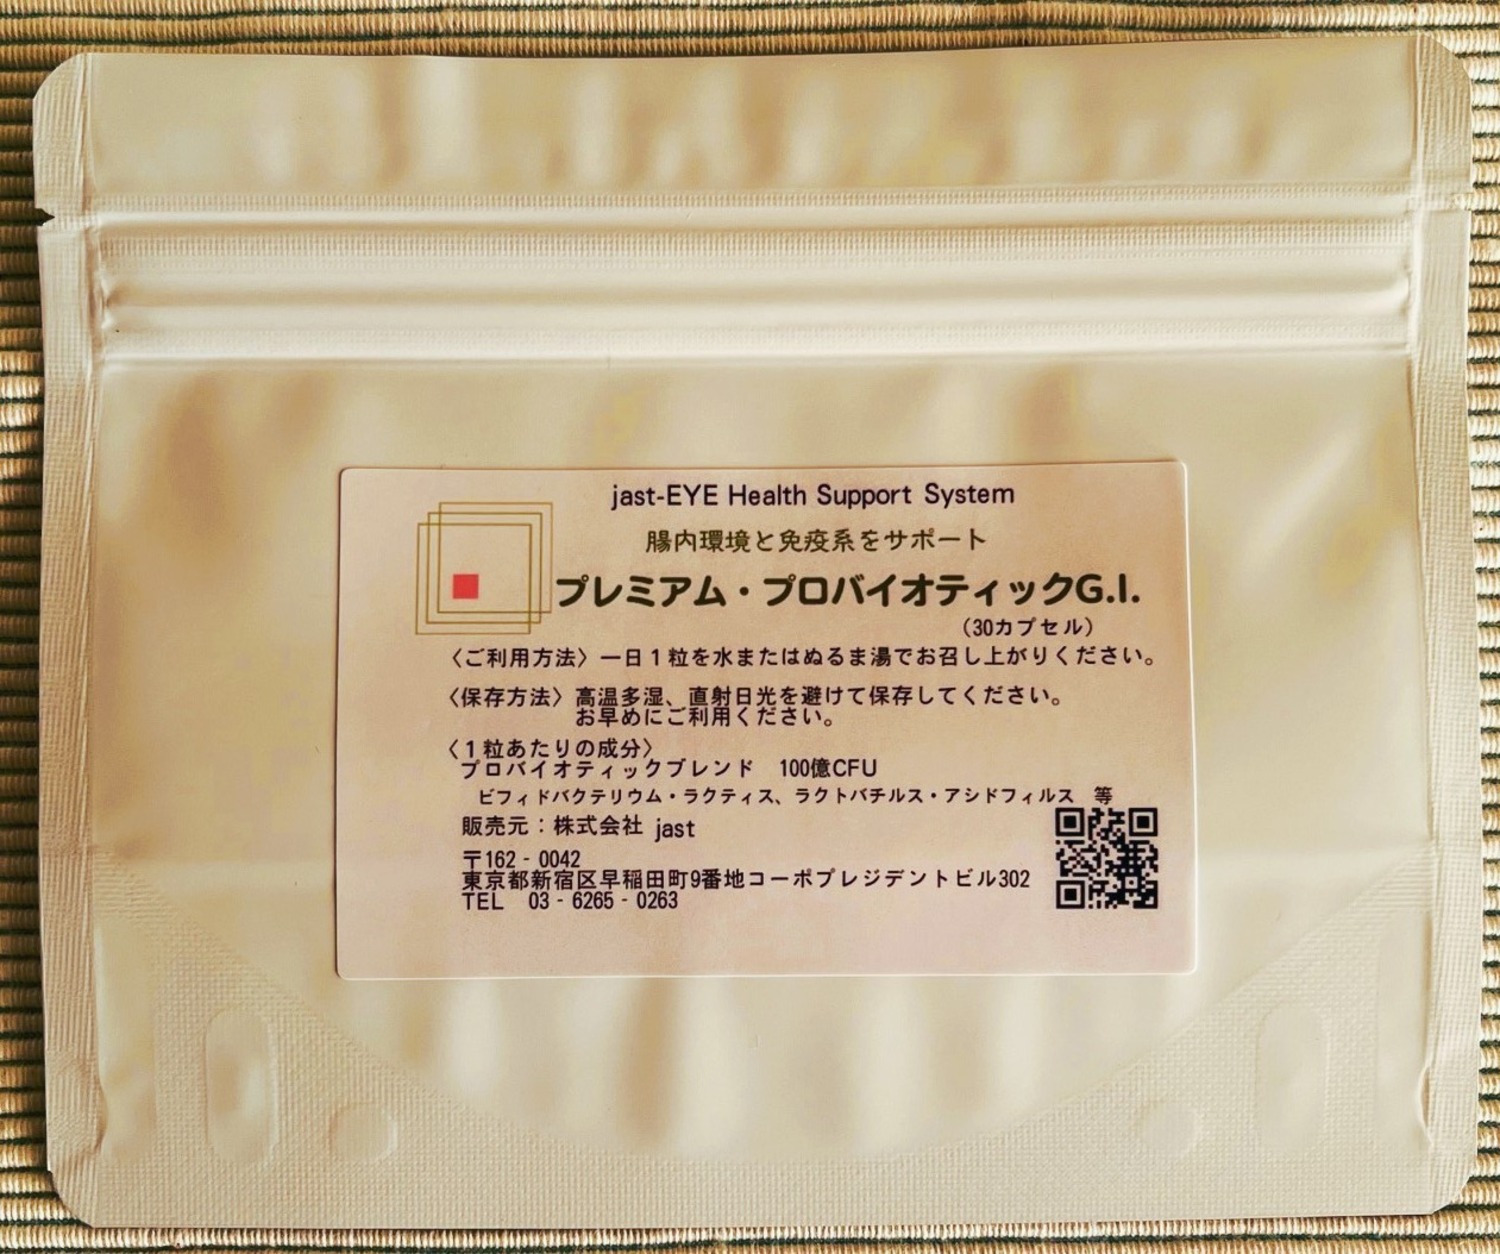 jast-EYE Health Support System
腸内環境と免疫系をサポート
プレミアム・プロバイオティックG.I.
（30カプセル）
〈ご利用方法〉一日１粒を水またはぬるま湯でお召し上がりください。
〈保存方法〉高温多湿、直射日光を避けて保存してください。
お早めにご利用ください。
〈１粒あたりの成分〉
プロバイオティックブレンド　100億CFU
ビフィドバクテリウム・ラクティス、ラクトバチルス・アシドフィルス　等
販売元：株式会社 jast
〒162‐0042
東京都新宿区早稲田町9番地コーポプレジデントビル302
TEL　03‐6265‐0263